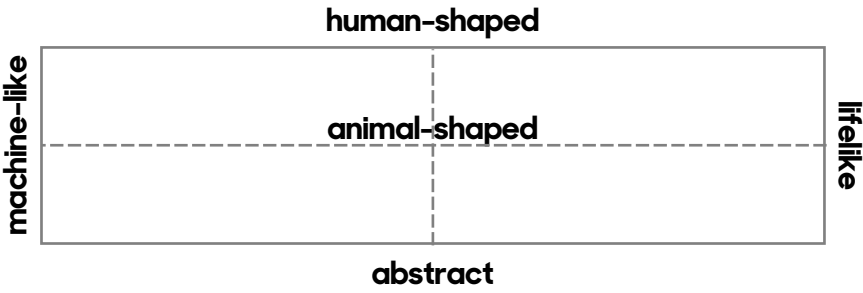 human-shaped
machine-like
animal-shaped
lifelike
abstract